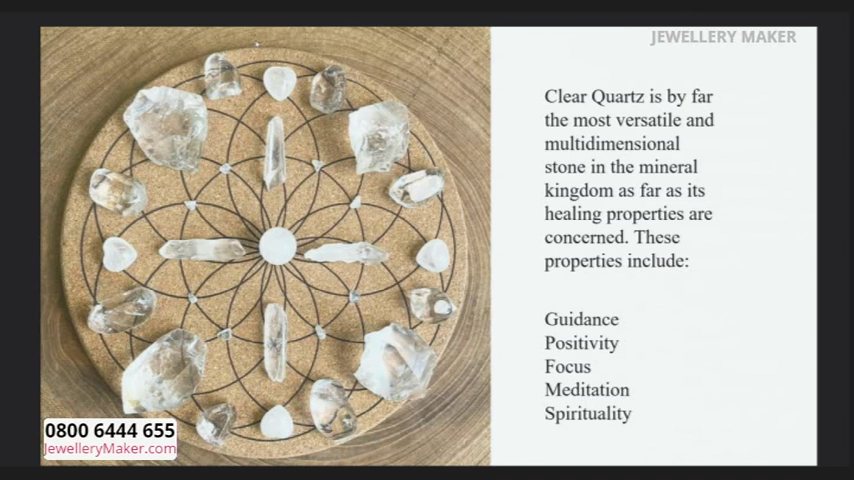 JEWELLERY MAKER
Clear Quartz is by far
the most versatile and
multidimensional
stone in the mineral
kingdom as far as its
healing properties are
concerned. These
properties include:
Guidance
Positivity
Focus
Meditation
Spirituality
0800 6444 655
JewelleryMaker.com